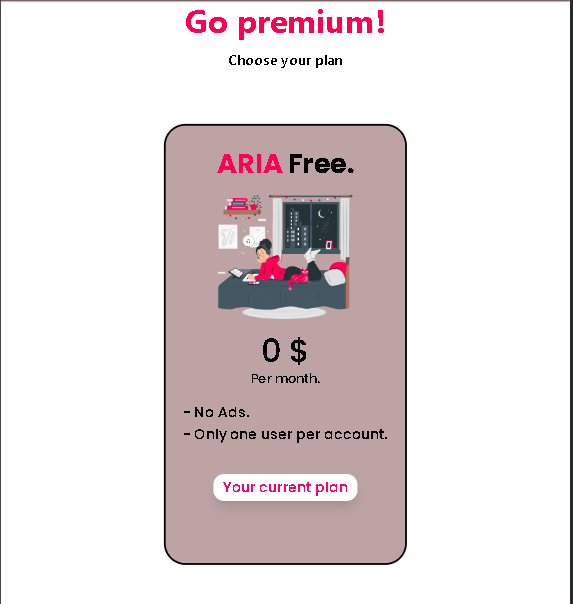 Go premium!
Choose your plan
ARIA Free.
0 $
Per month.
- No Ads.
- Only one user per account.
Your current plan